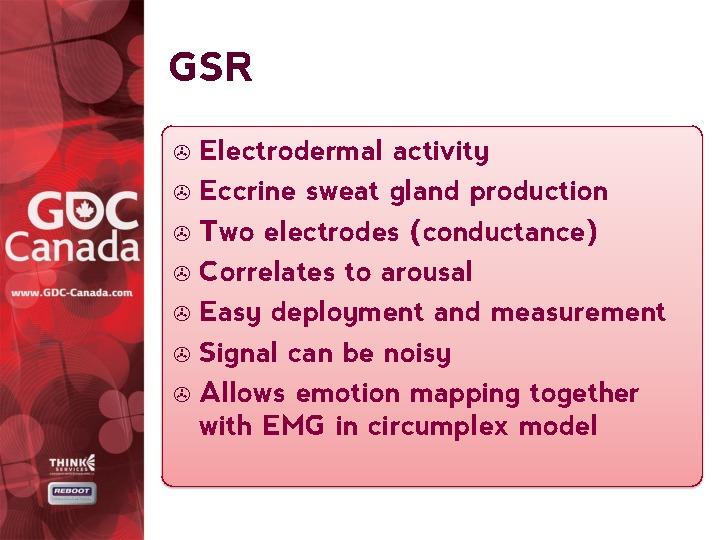 GSR
Electrodermal activity
Eccrine sweat gland production
Two electrodes (conductance)
Correlates to arousal
Easy deployment and measurement
Signal can be noisy
Allows emotion mapping together
with EMG in circumplex model
GDC
Canada
www.GDC-Canada.com
THINK
SERVICES
REBOOT